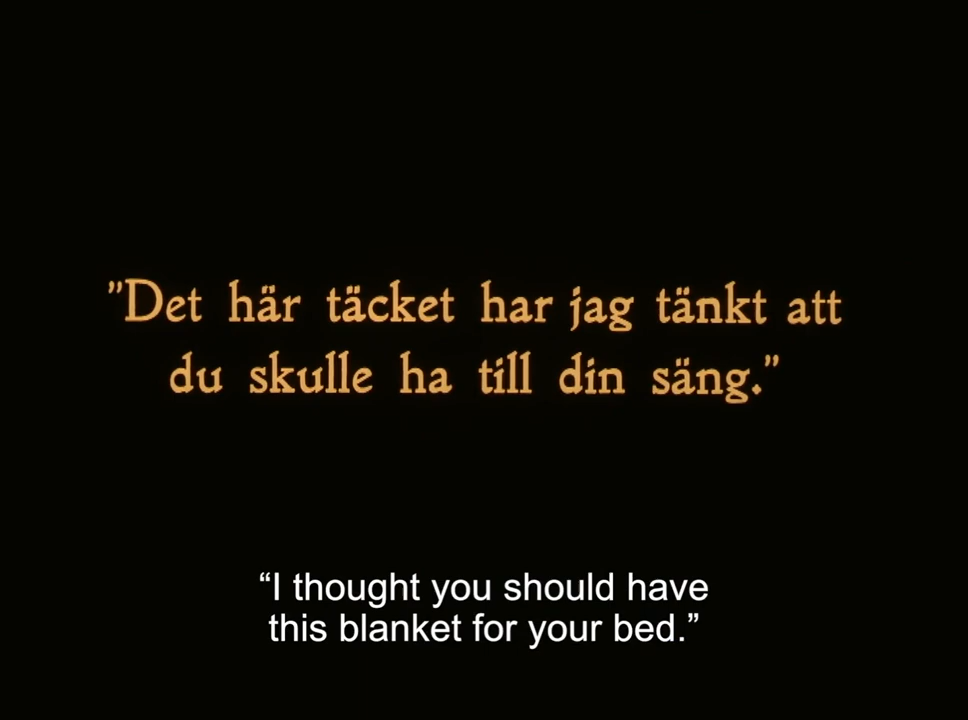 "Det här täcket har jag tänkt att
du skulle ha till din säng."
“I thought you should have
this blanket for your bed.”